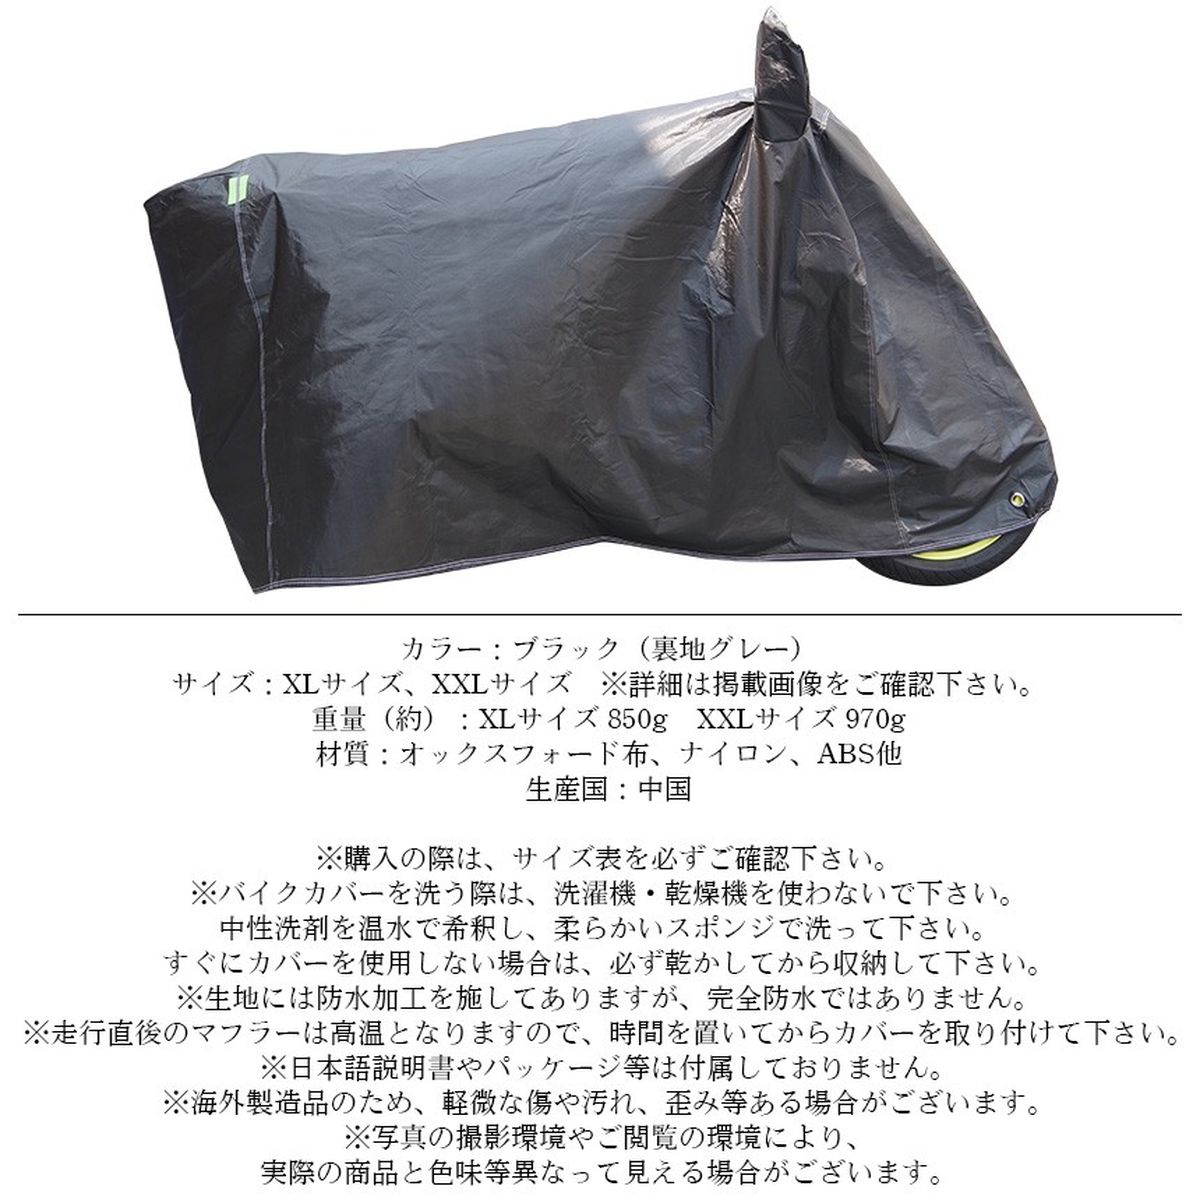 カラー：ブラック（裏地グレー）
サイズ：XLサイズ、XXLサイズ　※詳細は掲載画像をご確認下さい。
重量（約）：XLサイズ 850g　XXLサイズ 970g
材質：オックスフォード布、ナイロン、ABS他
生産国：中国
※購入の際は、サイズ表を必ずご確認下さい。
※バイクカバーを洗う際は、洗濯機・乾燥機を使わないで下さい。
中性洗剤を温水で希釈し、柔らかいスポンジで洗って下さい。
すぐにカバーを使用しない場合は、必ず乾かしてから収納して下さい。
※生地には防水加工を施してありますが、完全防水ではありません。
※走行直後のマフラーは高温となりますので、時間を置いてからカバーを取り付けて下さい。
※日本語説明書やパッケージ等は付属しておりません。
※海外製造品のため、軽微な傷や汚れ、歪み等ある場合がございます。
※写真の撮影環境やご閲覧の環境により、
実際の商品と色味等異なって見える場合がございます。